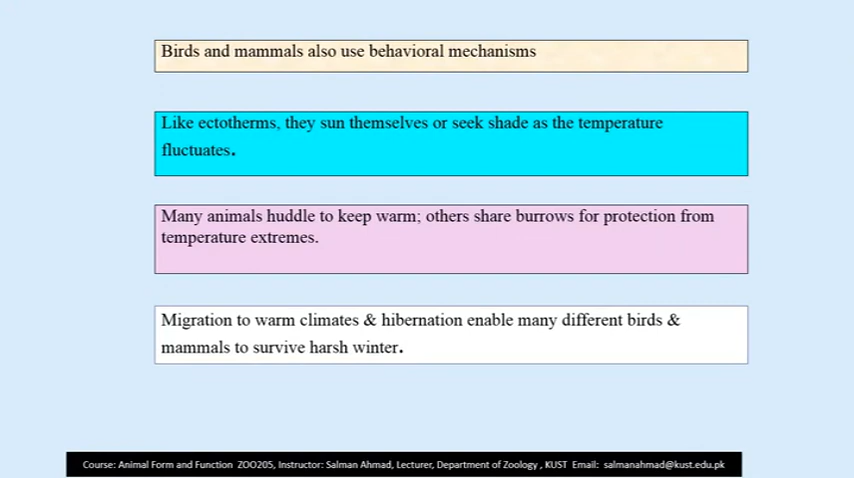 Birds and mammals also use behavioral mechanisms
Like ectotherms, they sun themselves or seek shade as the temperature
fluctuates.
Many animals huddle to keep warm; others share burrows for protection from
temperature extremes.
Migration to warm climates & hibernation enable many different birds &
mammals to survive harsh winter.
Course: Animal Form and Function ZOO205, Instructor: Salman Ahmad, Lecturer, Department of Zoology , KUST Email: salmanahmad@kust.edu.pk